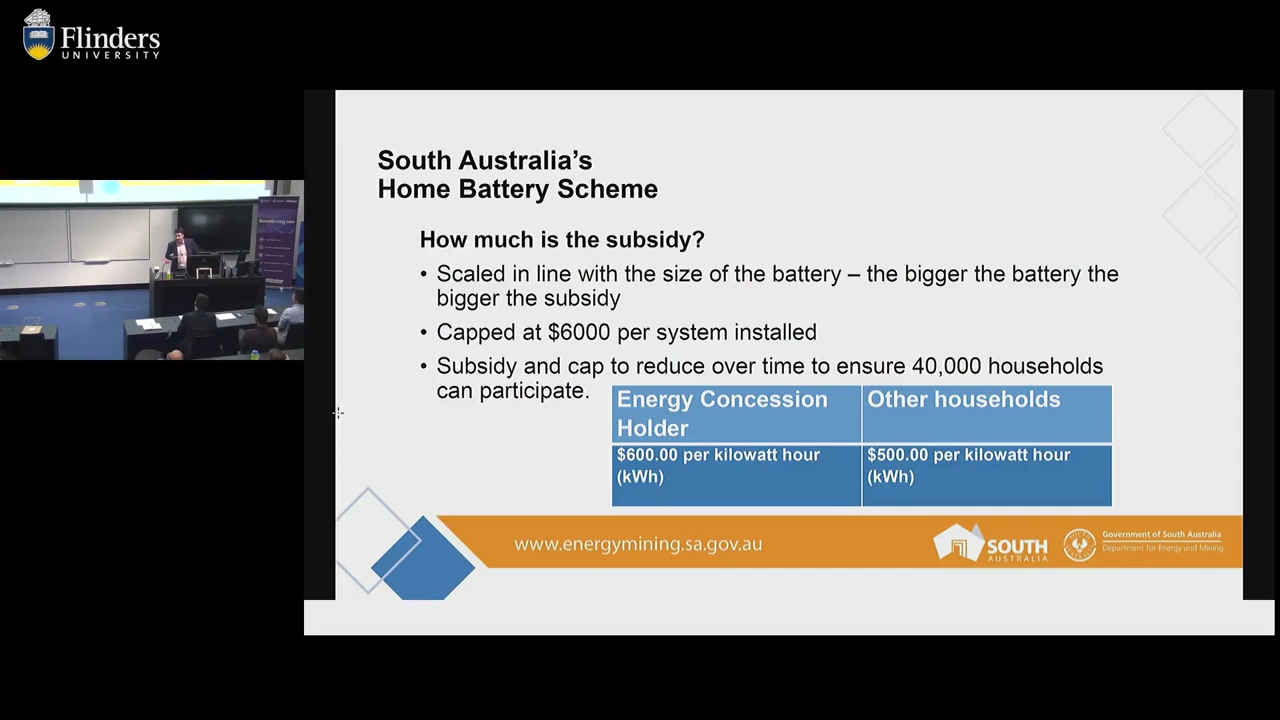 Flinders
UNIVERSITY
South Australia's
Home Battery Scheme
How much is the subsidy?
• Scaled in line with the size of the battery – the bigger the battery the
bigger the subsidy
• Capped at $6000 per system installed
• Subsidy and cap to reduce over time to ensure 40,000 households
can participate.
Energy Concession
Holder
Other households
$600.00 per kilowatt hour
(kWh)
$500.00 per kilowatt hour
(kWh)
www.energymining.sa.gov.au
SOUTH
AUSTRALIA
Government of South Australia
Department for Energy and Mining